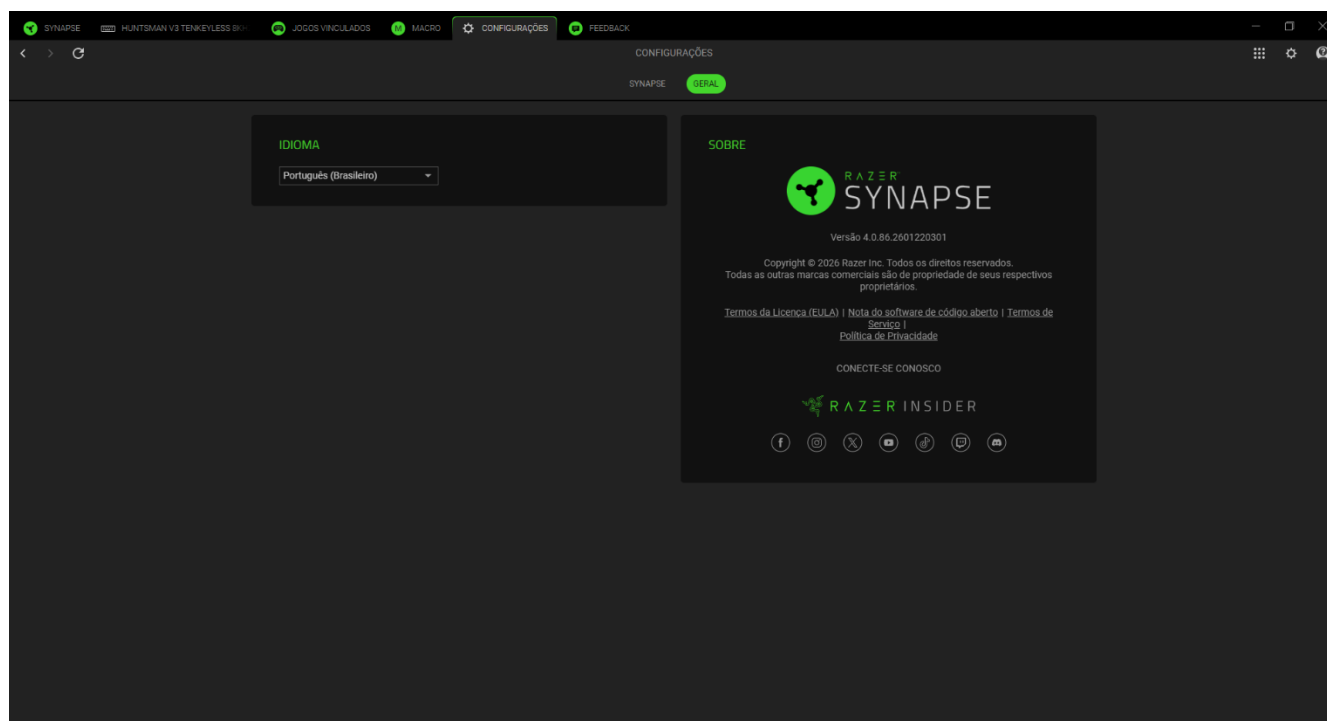 SYNAPSE HUNTSMAN V3 TENKEYLESS 8KH JOGOS VINCULADOS M MACRO CONFIGURAÇÕES FEEDBACK
CONFIGURAÇÕES
SYNAPSE GERAL
IDIOMA
Português (Brasileiro)
SOBRE
RAZER
SYNAPSE
Versão 4.0.86.2601220301
Copyright © 2026 Razer Inc. Todos os direitos reservados.
Todas as outras marcas comerciais são de propriedade de seus respectivos
proprietários.
Termos da Licença (EULA) | Nota do software de código aberto | Termos de
Serviço |
Política de Privacidade
CONECTE-SE CONOSCO
RAZER INSIDER